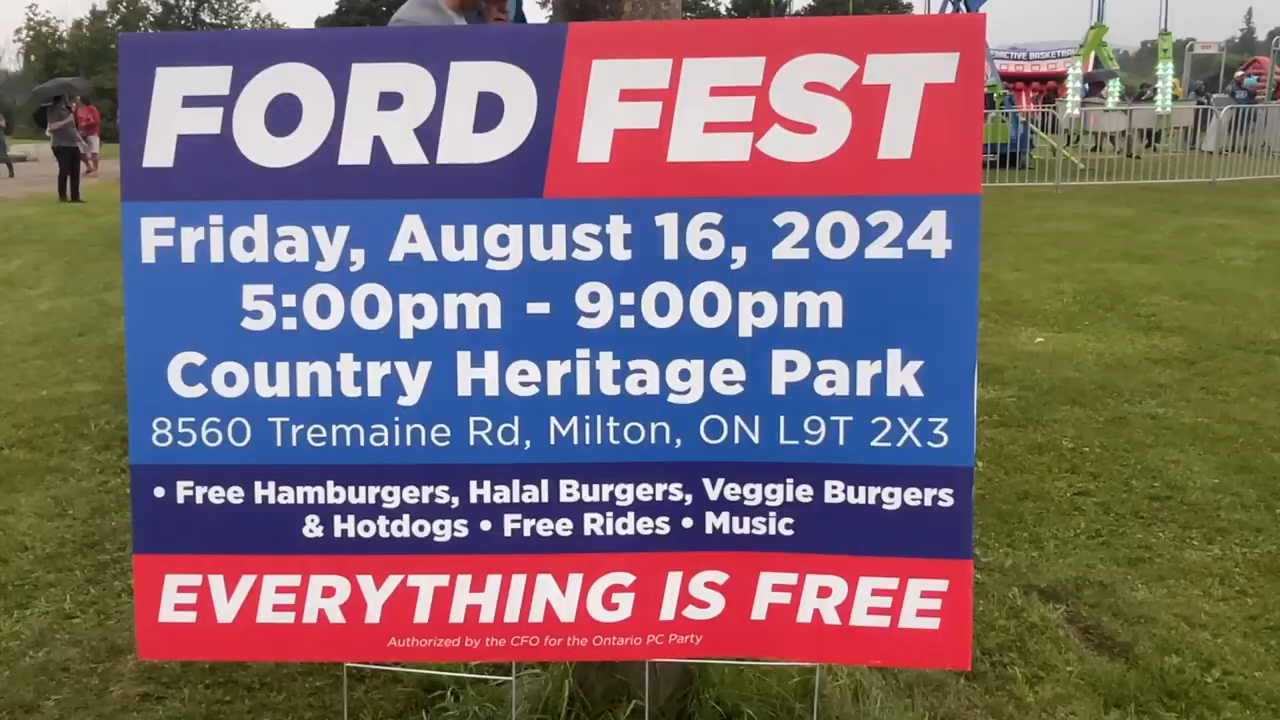 FORD FEST
Friday, August 16, 2024
5:00pm - 9:00pm
Country Heritage Park
8560 Tremaine Rd, Milton, ON L9T 2X3
• Free Hamburgers, Halal Burgers, Veggie Burgers
& Hotdogs • Free Rides • Music
EVERYTHING IS FREE
Authorized by the CFO for the Ontario PC Party